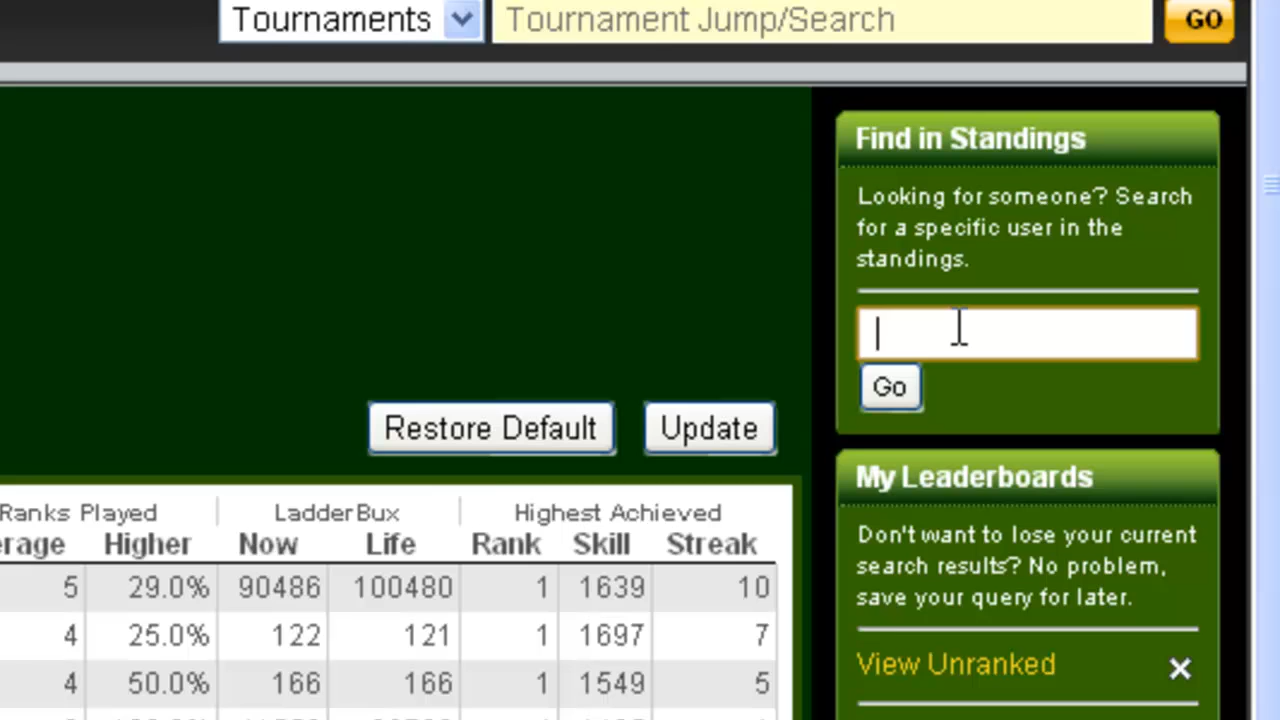 Tournaments Tournament Jump/Search GO
Find in Standings
Looking for someone? Search
for a specific user in the
standings.
Go
Restore Default Update
Ranks Played LadderBux Highest Achieved
Higher Now Life Rank Skill Streak
5 29.0% 90486 100480 1 1639 10
4 25.0% 122 121 1 1697 7
4 50.0% 166 166 1 1549 5
My Leaderboards
Don't want to lose your current
search results? No problem,
save your query for later.
View Unranked